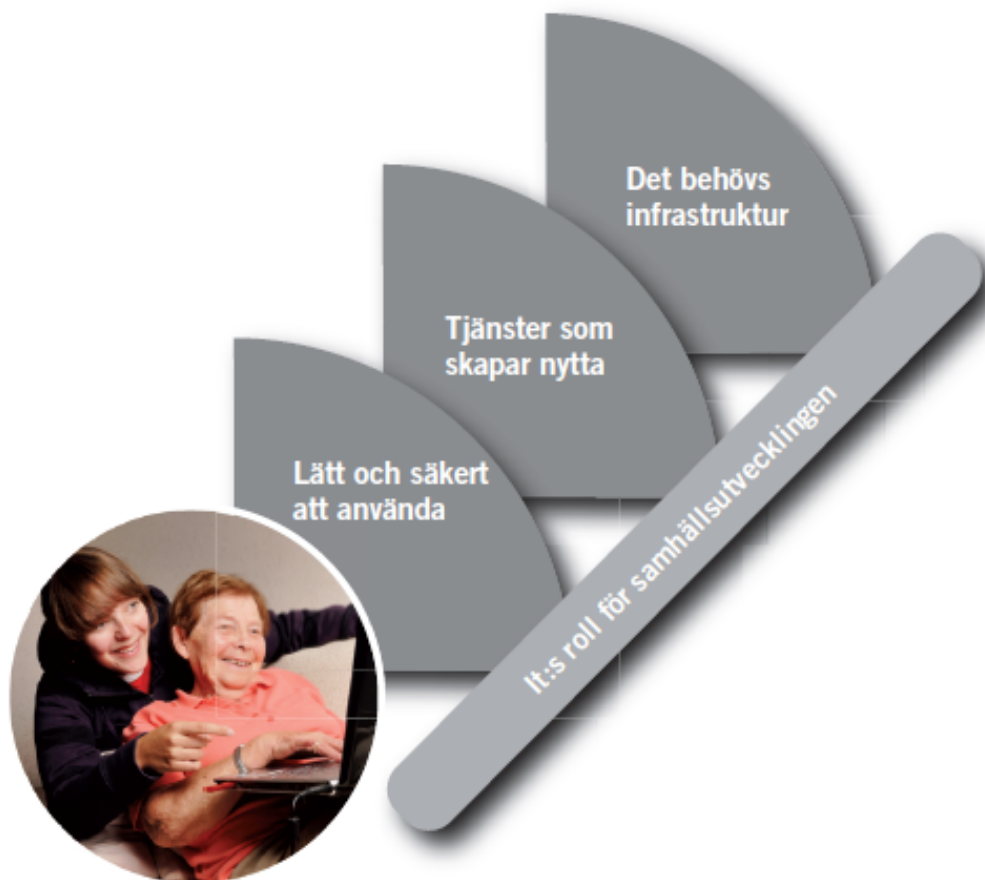 Det behövs
infrastruktur
Tjänster som
skapar nytta
Lätt och säkert
att använda
It:s roll för samhällsutvecklingen